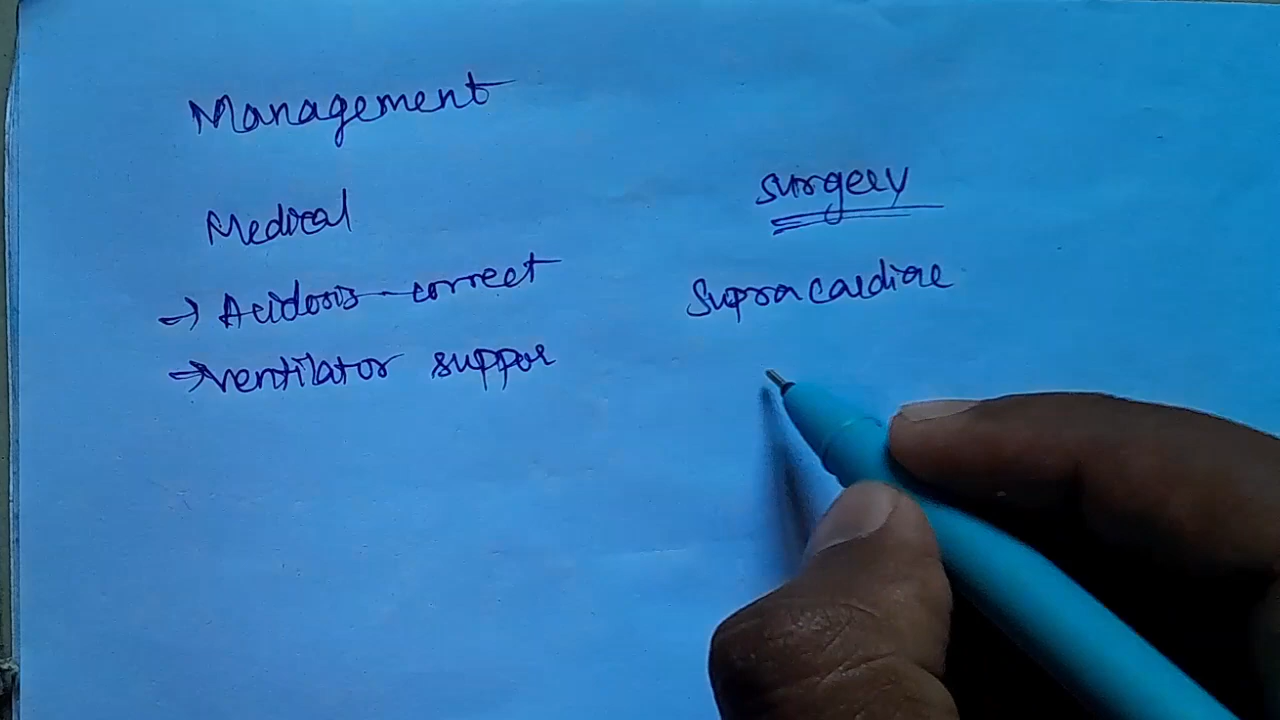 Management
Medical
→ Acidosis - correct
→ ventilator suppor
surgery
Supracardiac